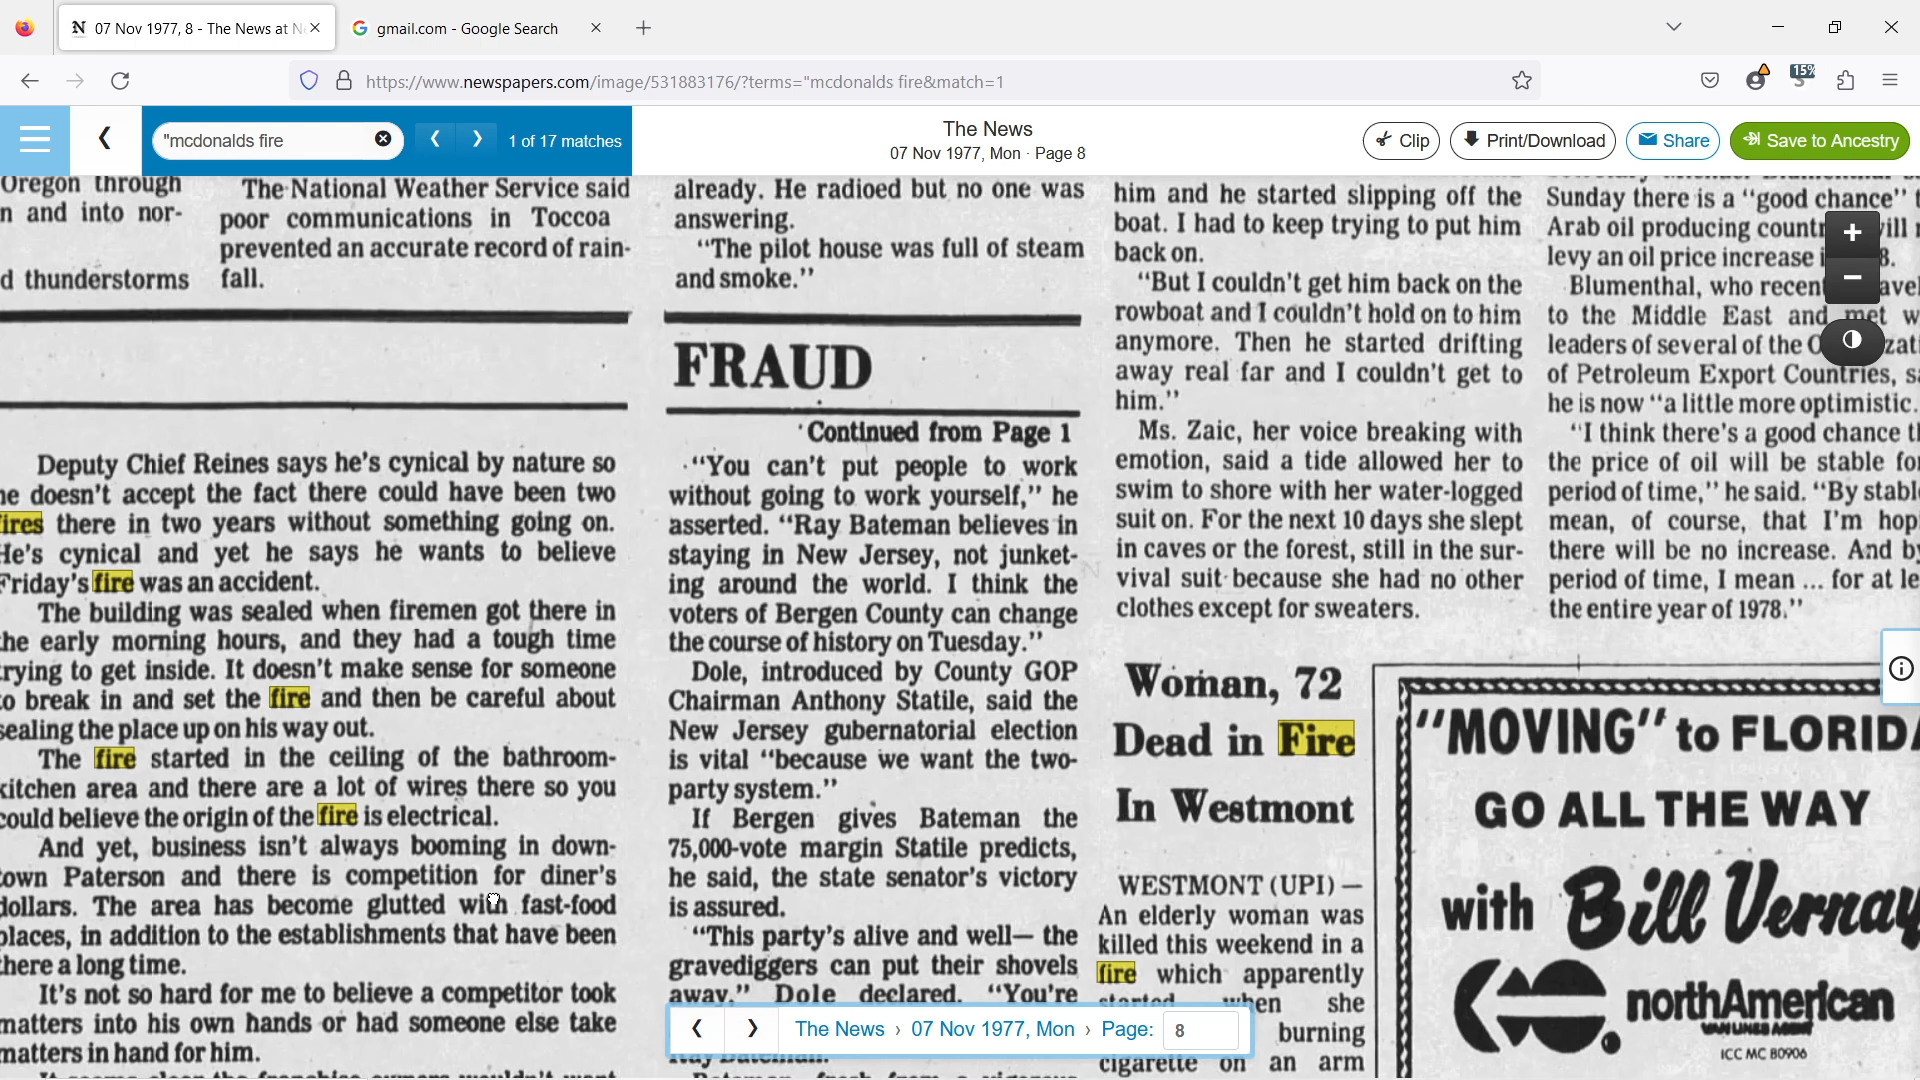 07 Nov 1977, 8 - The News at N
gmail.com - Google Search
https://www.newspapers.com/image/531883176/?terms="mcdonalds fire&match=1
15%
"mcdonalds fire
1 of 17 matches
The News
07 Nov 1977, Mon · Page 8
Clip
Print/Download
Share
Save to Ancestry
Oregon through
n and into nor-
d thunderstorms
The National Weather Service said
poor communications in Toccoa
prevented an accurate record of rain-
fall.
Deputy Chief Reines says he's cynical by nature so
he doesn't accept the fact there could have been two
fires there in two years without something going on.
He's cynical and yet he says he wants to believe
Friday's fire was an accident.
The building was sealed when firemen got there in
the early morning hours, and they had a tough time
trying to get inside. It doesn't make sense for someone
to break in and set the fire and then be careful about
sealing the place up on his way out.
The fire started in the ceiling of the bathroom-
kitchen area and there are a lot of wires there so you
could believe the origin of the fire is electrical.
And yet, business isn't always booming in down-
town Paterson and there is competition for diner's
dollars. The area has become glutted with fast-food
places, in addition to the establishments that have been
there a long time.
It's not so hard for me to believe a competitor took
matters into his own hands or had someone else take
matters in hand for him.
already. He radioed but no one was
answering.
"The pilot house was full of steam
and smoke."
FRAUD
Continued from Page 1
"You can't put people to work
without going to work yourself," he
asserted. "Ray Bateman believes in
staying in New Jersey, not junket-
ing around the world. I think the
voters of Bergen County can change
the course of history on Tuesday."
Dole, introduced by County GOP
Chairman Anthony Statile, said the
New Jersey gubernatorial election
is vital "because we want the two-
party system."
If Bergen gives Bateman the
75,000-vote margin Statile predicts,
he said, the state senator's victory
is assured.
"This party's alive and well— the
gravediggers can put their shovels
away," Dole declared. "You're
him and he started slipping off the
boat. I had to keep trying to put him
back on.
"But I couldn't get him back on the
rowboat and I couldn't hold on to him
anymore. Then he started drifting
away real far and I couldn't get to
him."
Ms. Zaic, her voice breaking with
emotion, said a tide allowed her to
swim to shore with her water-logged
suit on. For the next 10 days she slept
in caves or the forest, still in the sur-
vival suit because she had no other
clothes except for sweaters.
Woman, 72
Dead in Fire
In Westmont
WESTMONT (UPI) —
An elderly woman was
killed this weekend in a
fire which apparently
started when she
burning
cigarette on an arm
Sunday there is a "good chance" t
Arab oil producing countr
levy an oil price increase i 8.
Blumenthal, who recen
to the Middle East and met w
leaders of several of the O
of Petroleum Export Countries, sa
he is now "a little more optimistic.
"I think there's a good chance th
the price of oil will be stable for
period of time," he said. "By stabl
mean, of course, that I'm hop
there will be no increase. And by
period of time, I mean ... for at le
the entire year of 1978."
"MOVING" to FLORIDA
GO ALL THE WAY
with Bill Vernay
northAmerican
VAN LINES AGENT
ICC MC 80906
The News › 07 Nov 1977, Mon › Page: 8